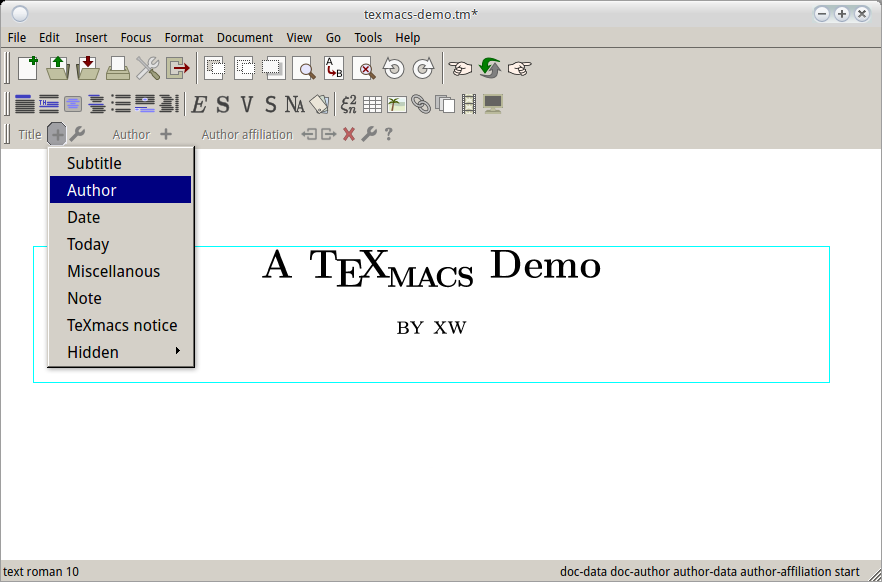 texmacs-demo.tm*
File Edit Insert Focus Format Document View Go Tools Help
E S V S NA ξ2n
Title Author Author affiliation ?
Subtitle
Author
Date
Today
Miscellanous
Note
TeXmacs notice
Hidden
A TEXMACS Demo
BY XW
text roman 10 doc-data doc-author author-data author-affiliation start